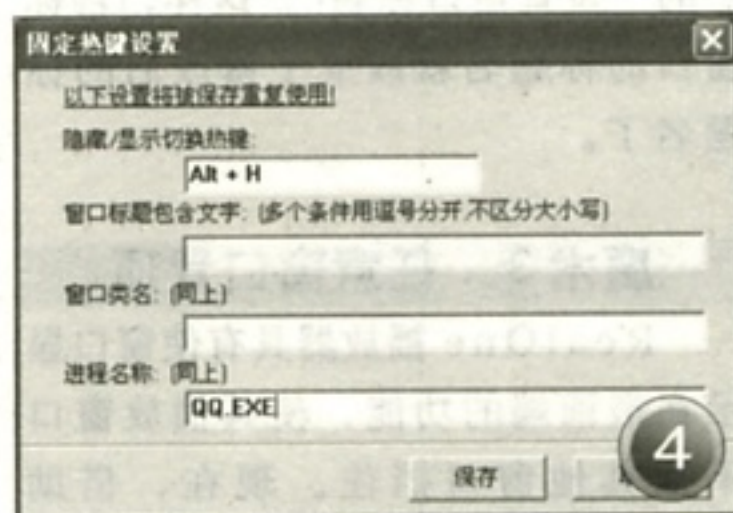 固定热键设置
以下设置将被保存重复使用!
隐藏/显示切换热键:
Alt + H
窗口标题包含文字: (多个条件用逗号分开,不区分大小写)
窗口类名: (同上)
进程名称: (同上)
QQ.EXE
保存
4